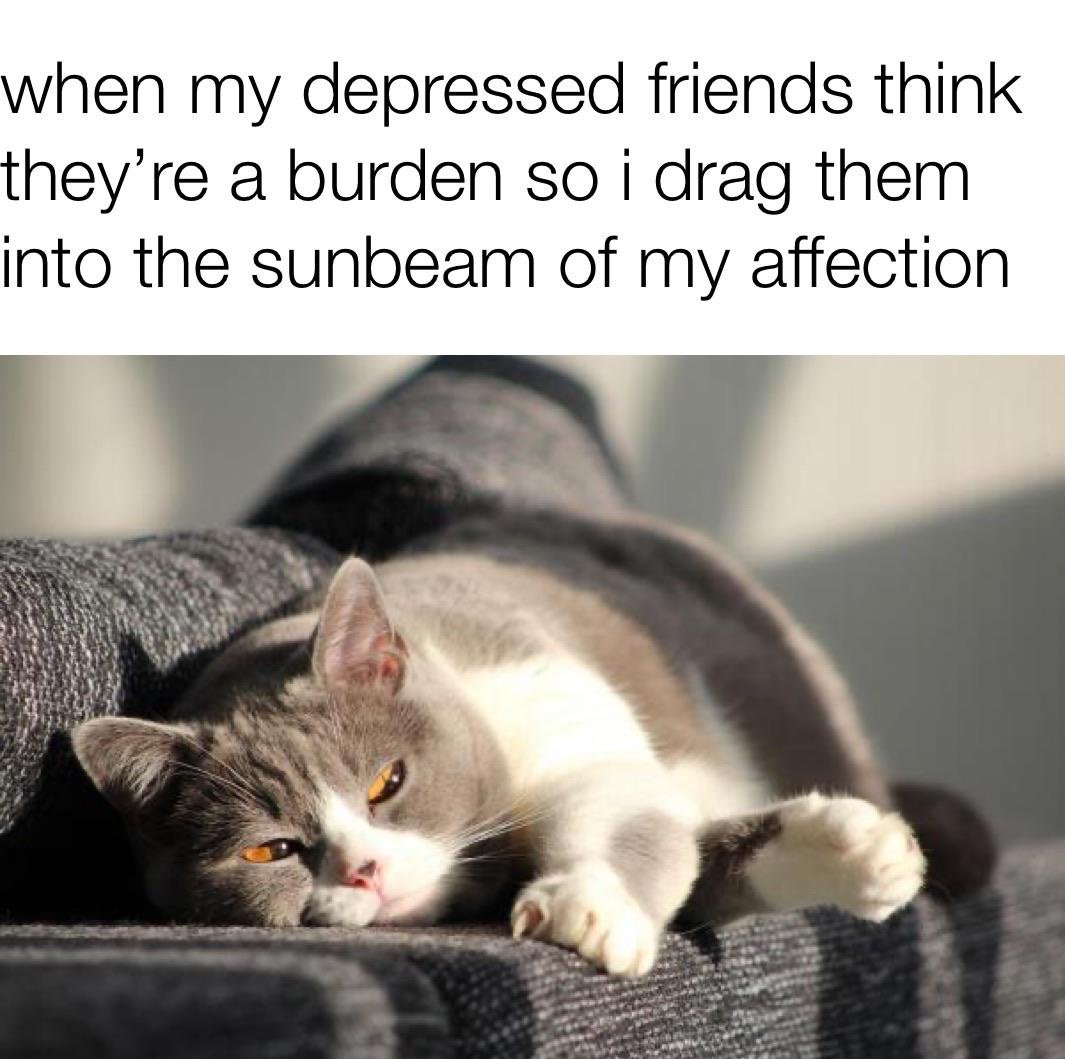 when my depressed friends think
they’re a burden so i drag them
into the sunbeam of my affection